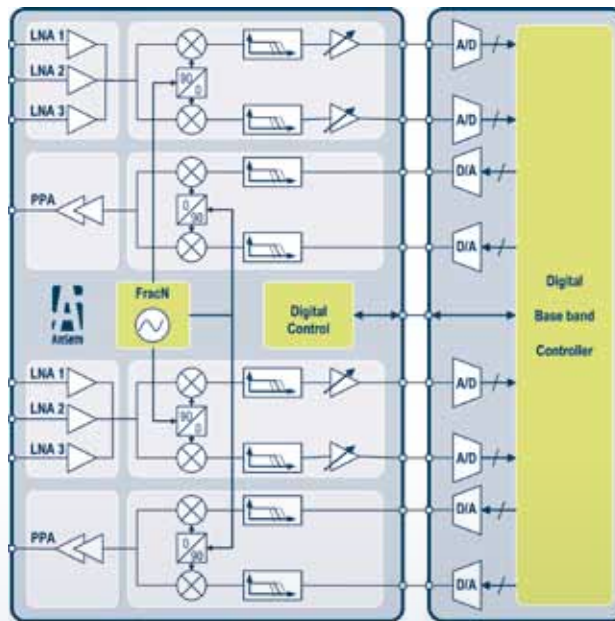 LNA 1
LNA 2
LNA 3
90
0
A/D
A/D
PPA
0
90
D/A
D/A
AnSem
FracN
Digital
Control
Digital
Base band
Controller
LNA 1
LNA 2
LNA 3
90
0
A/D
A/D
PPA
0
90
D/A
D/A